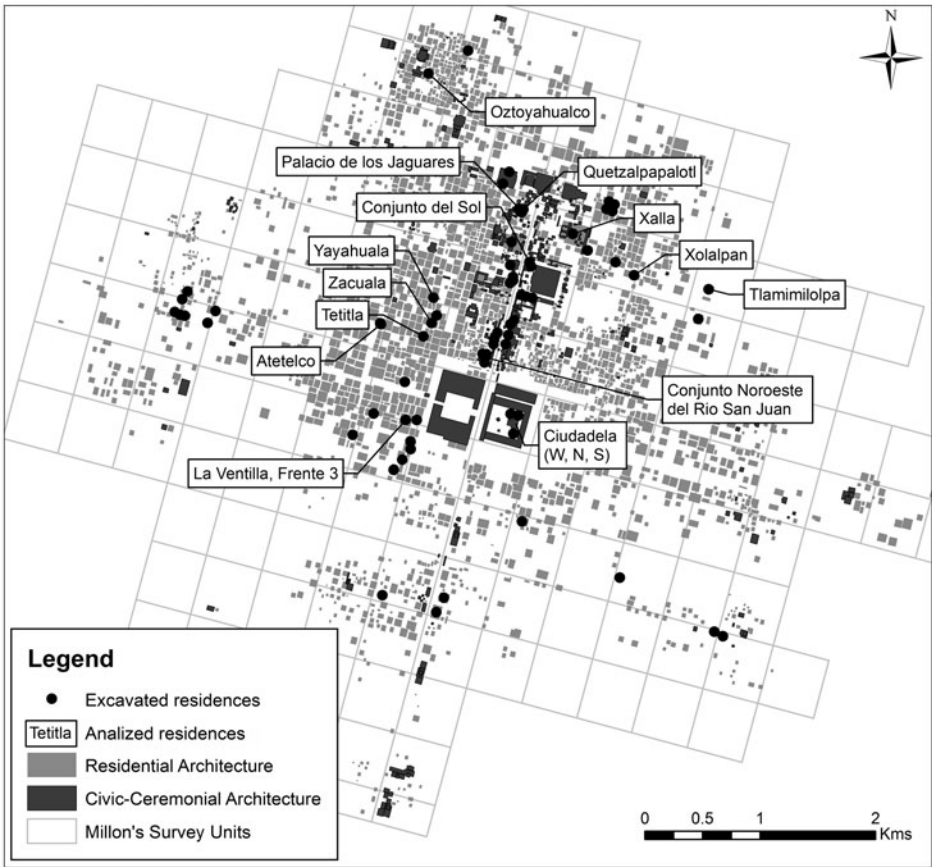 N
Oztoyahualco
Palacio de los Jaguares
Quetzalpapalotl
Conjunto del Sol
Xalla
Yayahuala
Xolalpan
Zacuala
Tlamimilolpa
Tetitla
Atetelco
Conjunto Noroeste
del Rio San Juan
Ciudadela
(W, N, S)
La Ventilla, Frente 3
Legend
Excavated residences
Tetitla Analized residences
Residential Architecture
Civic-Ceremonial Architecture
Millon's Survey Units
0 0.5 1 2
Kms